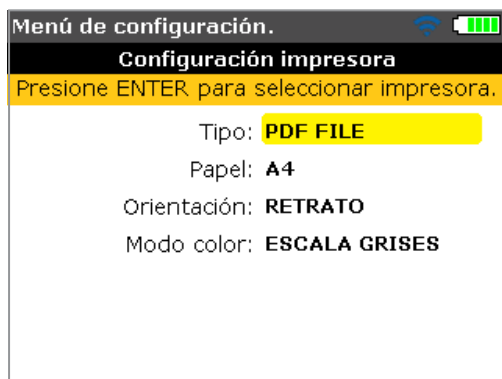 Menú de configuración.
Configuración impresora
Presione ENTER para seleccionar impresora.
Tipo: PDF FILE
Papel: A4
Orientación: RETRATO
Modo color: ESCALA GRISES